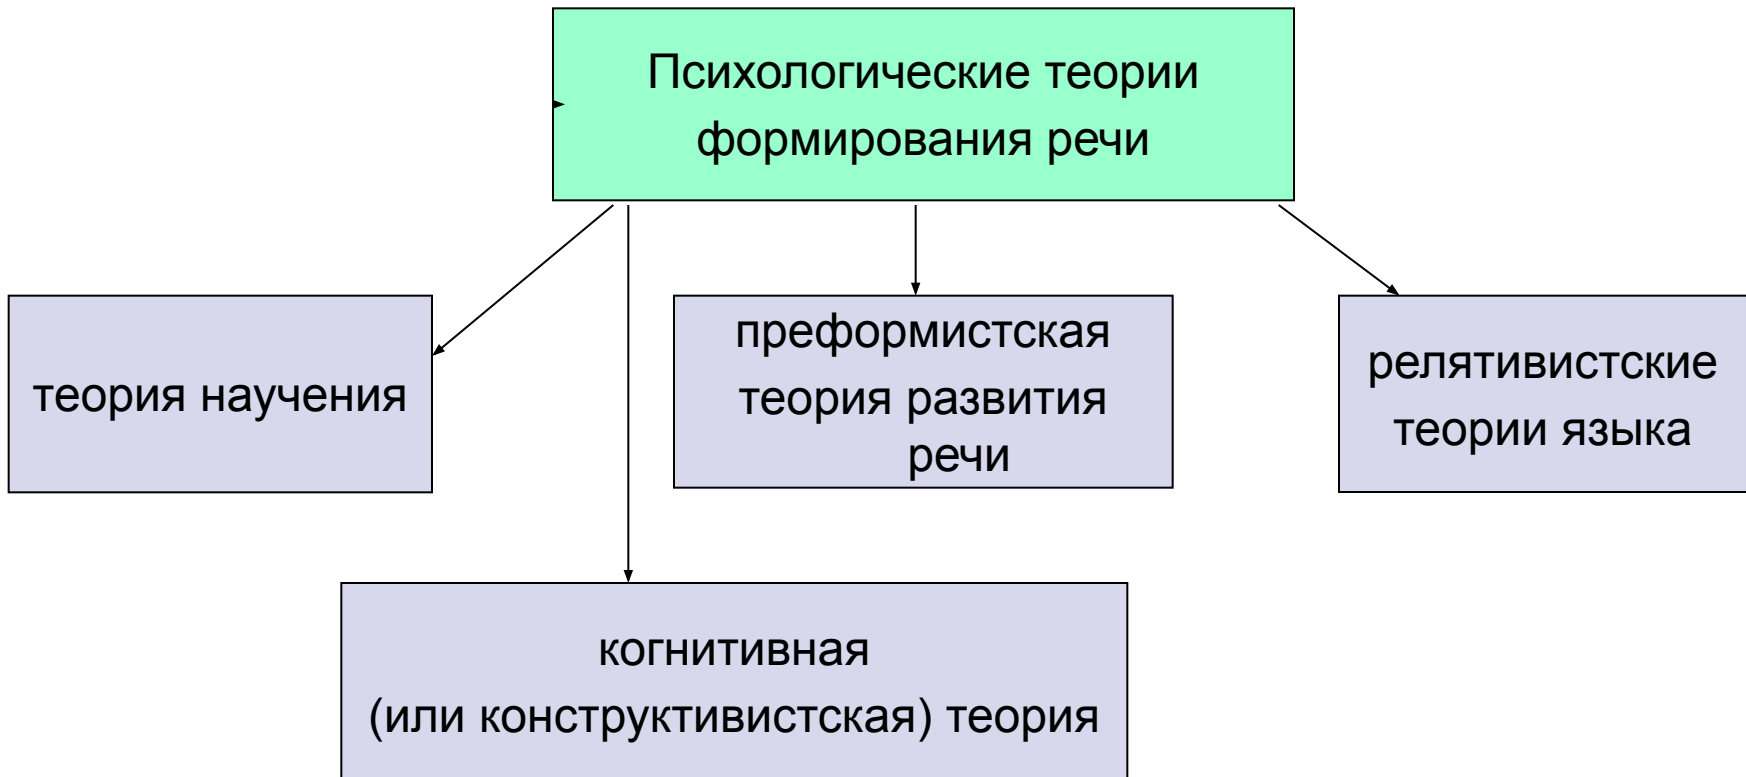 Психологические теории
формирования речи
теория научения
преформистская
теория развития
речи
релятивистские
теории языка
когнитивная
(или конструктивистская) теория